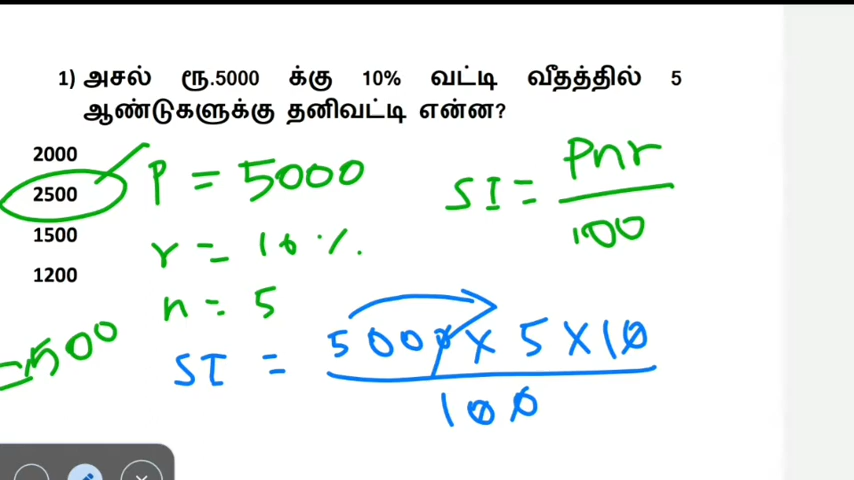 1) அசல் ரூ.5000 க்கு 10% வட்டி வீதத்தில் 5
ஆண்டுகளுக்கு தனிவட்டி என்ன?
2000
2500
1500
1200
P = 5000
r = 10 %.
n = 5
SI = Pnr
100
SI = 5000 × 5 × 10
100